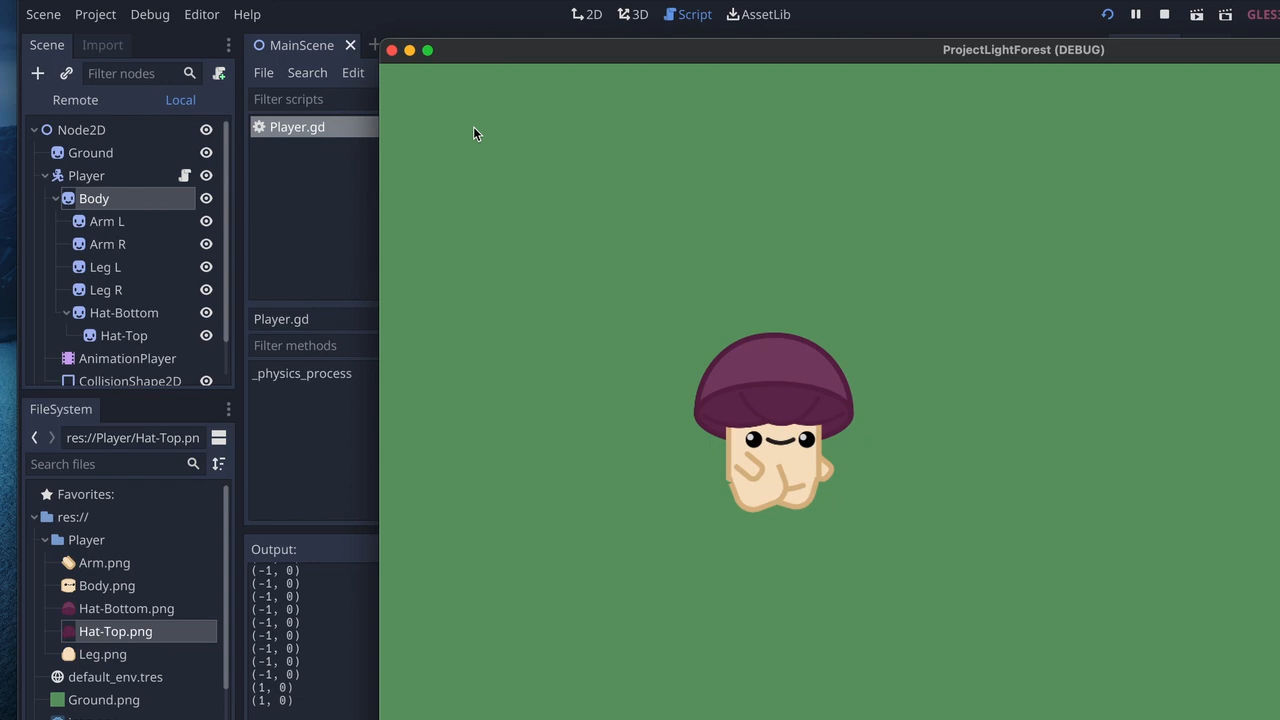 Scene Project Debug Editor Help
2D 3D Script AssetLib
GLES
Scene Import
MainScene
ProjectLightForest (DEBUG)
Filter nodes
File Search Edit
Remote Local
Filter scripts
Node2D
Player.gd
Ground
Player
Body
Arm L
Arm R
Leg L
Leg R
Hat-Bottom
Hat-Top
AnimationPlayer
CollisionShape2D
Player.gd
Filter methods
_physics_process
FileSystem
res://Player/Hat-Top.pn
Search files
Favorites:
res://
Player
Arm.png
Body.png
Hat-Bottom.png
Hat-Top.png
Leg.png
default_env.tres
Ground.png
Output:
(-1, 0)
(-1, 0)
(-1, 0)
(-1, 0)
(-1, 0)
(-1, 0)
(-1, 0)
(-1, 0)
(-1, 0)
(1, 0)
(1, 0)